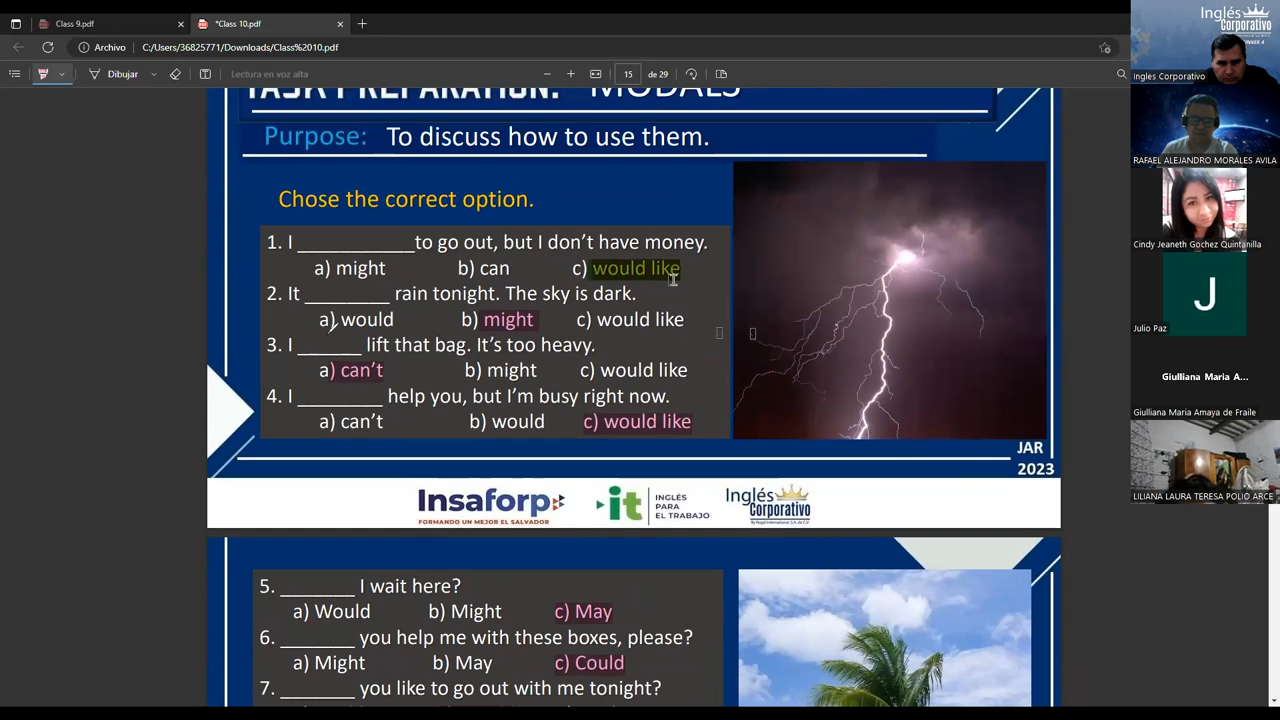 Class 9.pdf
*Class 10.pdf
Archivo
C:/Users/36825771/Downloads/Class%2010.pdf
Dibujar
Lectura en voz alta
15
de 29
TASK PREPARATION: MODALS
Purpose: To discuss how to use them.
Chose the correct option.
1. I ___________to go out, but I don’t have money.
a) might b) can c) would like
2. It ________ rain tonight. The sky is dark.
a) would b) might c) would like
3. I ______ lift that bag. It’s too heavy.
a) can’t b) might c) would like
4. I ________ help you, but I’m busy right now.
a) can’t b) would c) would like
JAR
2023
Insaforp
FORMANDO UN MEJOR EL SALVADOR
it
INGLÉS
PARA
EL TRABAJO
Inglés
Corporativo
5. _______ I wait here?
a) Would b) Might c) May
6. ________ you help me with these boxes, please?
a) Might b) May c) Could
7. ________ you like to go out with me tonight?
Inglés
Corporativo
Ingles Corporativo
RAFAEL ALEJANDRO MORALES AVILA
Cindy Jeaneth Gochez Quintanilla
J
Julio Paz
Giulliana Maria A...
Giulliana Maria Amaya de Fraile
LILIANA LAURA TERESA POLIO ARCE